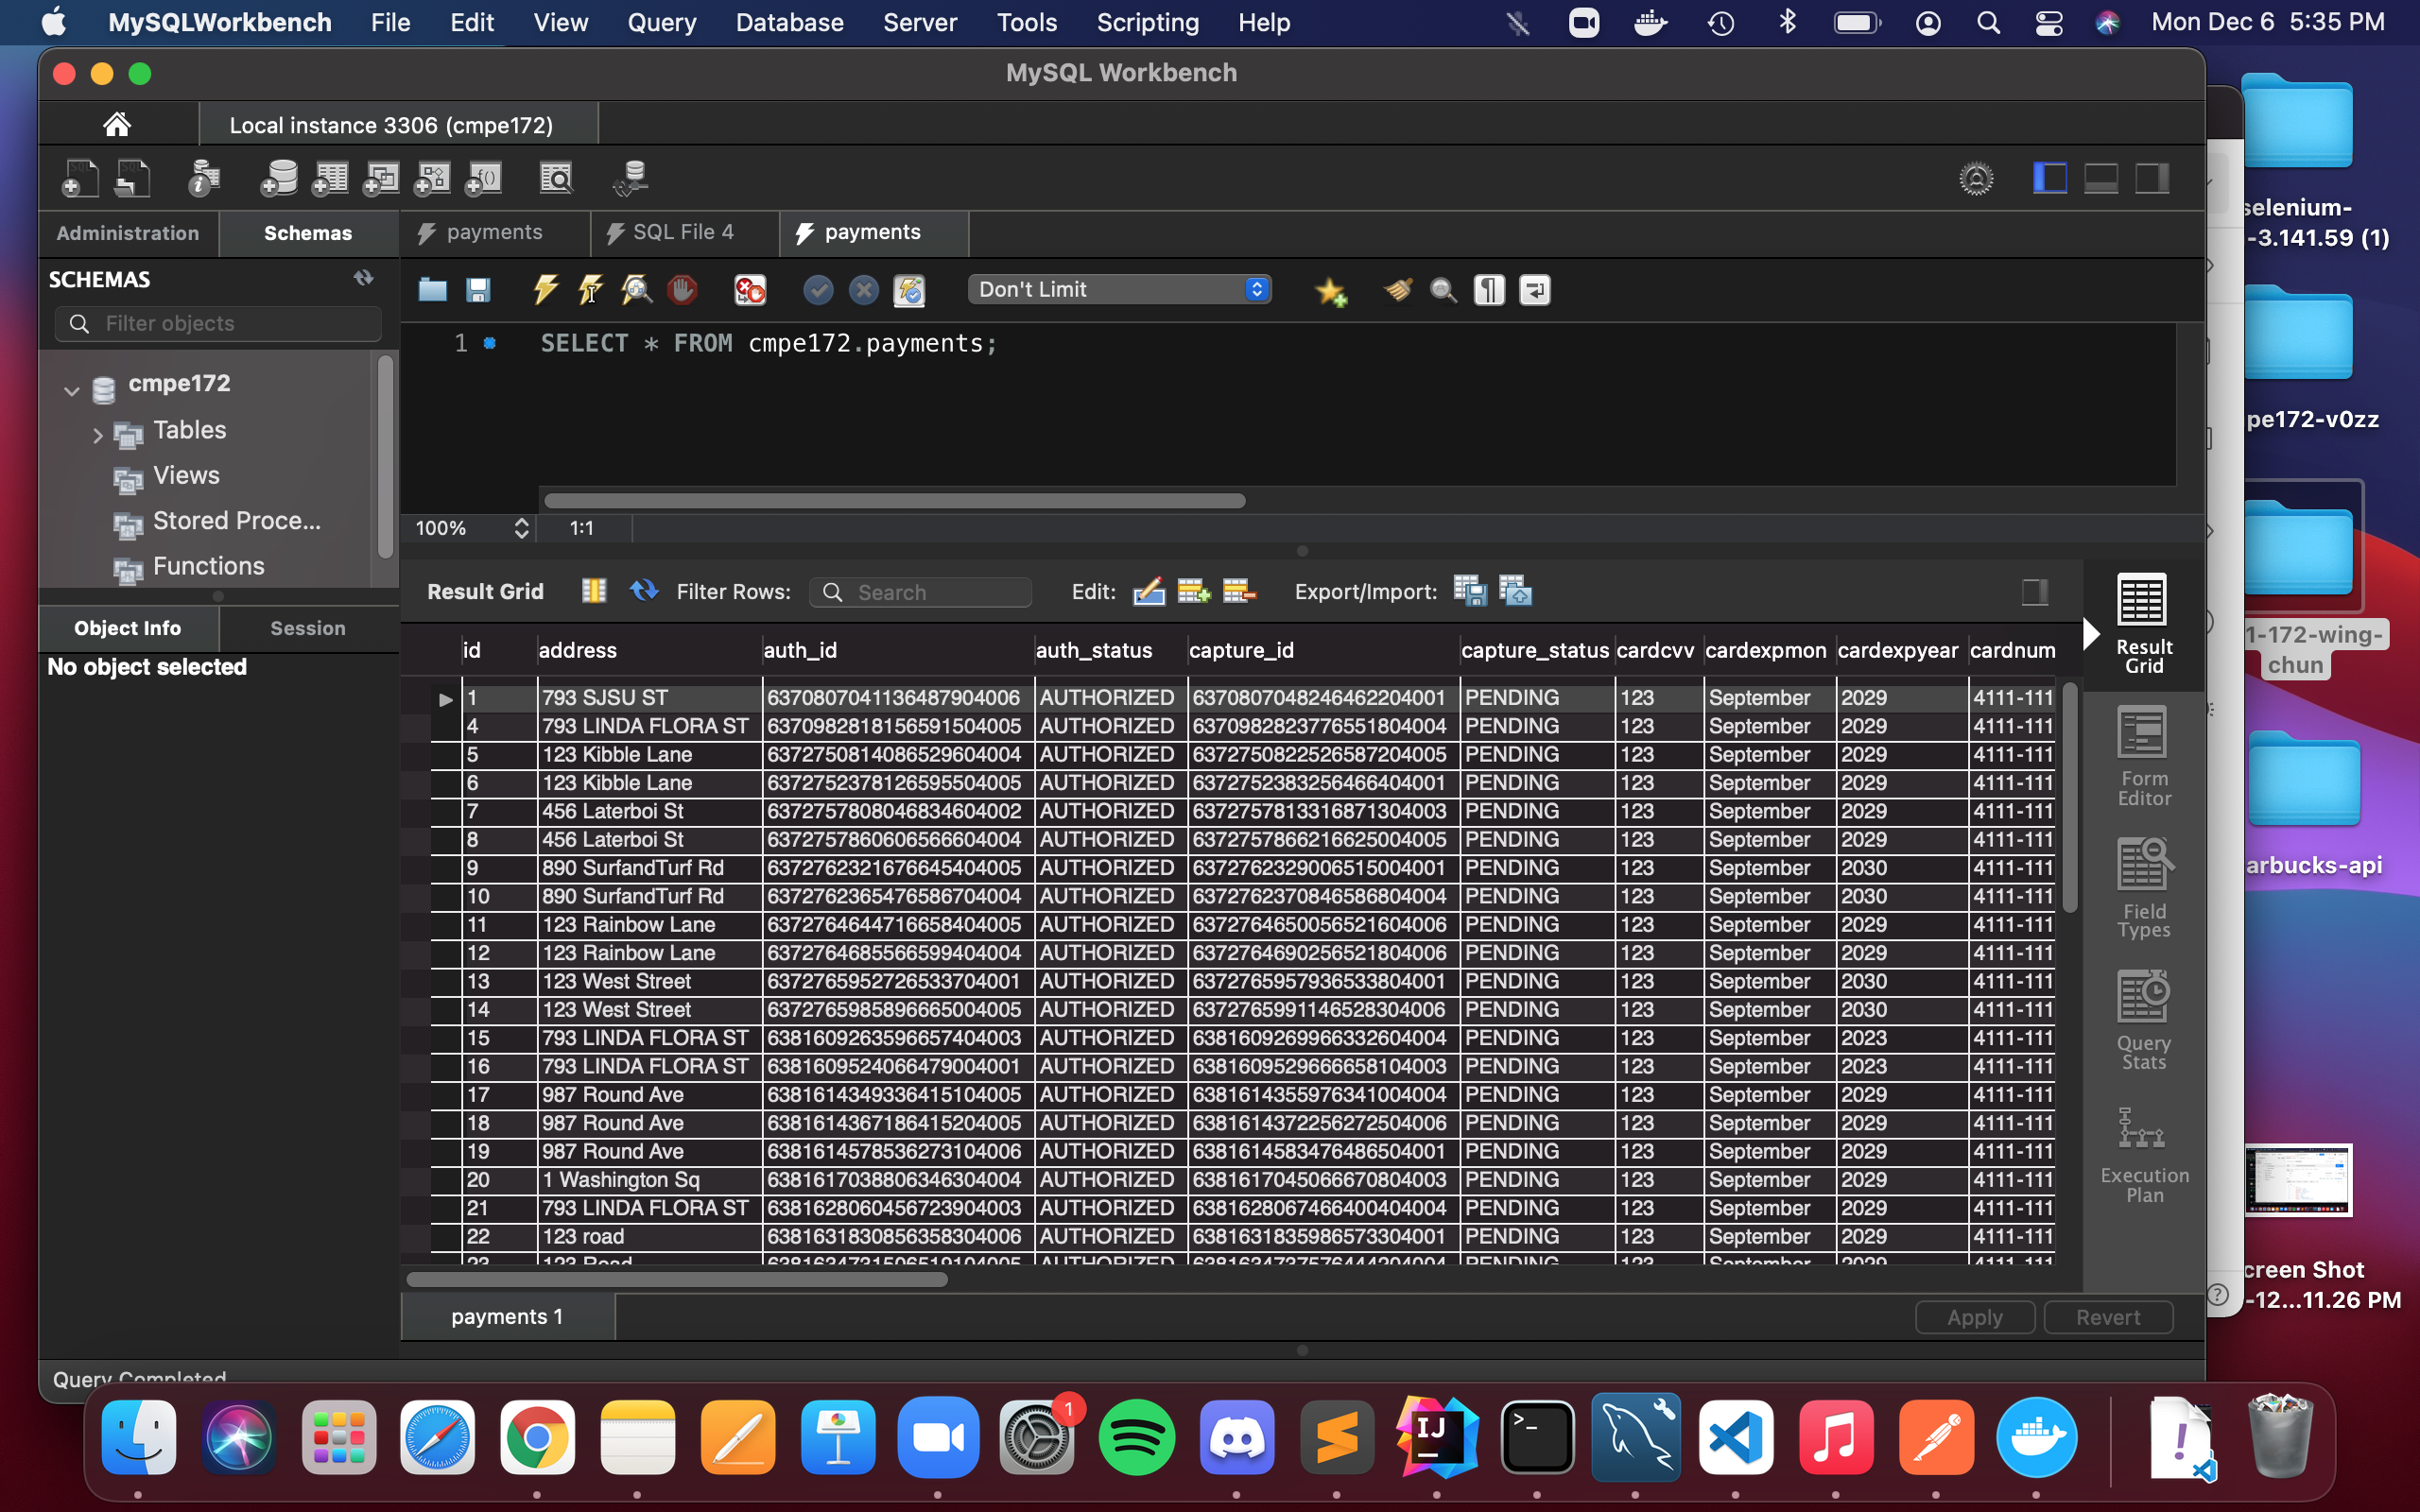 MySQLWorkbench File Edit View Query Database Server Tools Scripting Help Mon Dec 6 5:35 PM
MySQL Workbench
Local instance 3306 (cmpe172)
Administration Schemas payments SQL File 4 payments
SCHEMAS
Don't Limit
Filter objects
1 SELECT * FROM cmpe172.payments;
cmpe172
Tables
Views
Stored Proce...
Functions
100% 1:1
Result Grid Filter Rows: Search Edit: Export/Import:
Object Info Session
No object selected
id address auth_id auth_status capture_id capture_status cardcvv cardexpmon cardexpyear cardnum
1 793 SJSU ST 6370807041136487904006 AUTHORIZED 6370807048246462204001 PENDING 123 September 2029 4111-111
4 793 LINDA FLORA ST 6370982818156591504005 AUTHORIZED 6370982823776551804004 PENDING 123 September 2029 4111-111
5 123 Kibble Lane 6372750814086529604004 AUTHORIZED 6372750822526587204005 PENDING 123 September 2029 4111-111
6 123 Kibble Lane 6372752378126595504005 AUTHORIZED 6372752383256466404001 PENDING 123 September 2029 4111-111
7 456 Laterboi St 6372757808046834604002 AUTHORIZED 6372757813316871304003 PENDING 123 September 2029 4111-111
8 456 Laterboi St 6372757860606566604004 AUTHORIZED 6372757866216625004005 PENDING 123 September 2029 4111-111
9 890 SurfandTurf Rd 6372762321676645404005 AUTHORIZED 6372762329006515004001 PENDING 123 September 2030 4111-111
10 890 SurfandTurf Rd 6372762365476586704004 AUTHORIZED 6372762370846586804004 PENDING 123 September 2030 4111-111
11 123 Rainbow Lane 6372764644716658404005 AUTHORIZED 6372764650056521604006 PENDING 123 September 2029 4111-111
12 123 Rainbow Lane 6372764685566599404004 AUTHORIZED 6372764690256521804006 PENDING 123 September 2029 4111-111
13 123 West Street 6372765952726533704001 AUTHORIZED 6372765957936533804001 PENDING 123 September 2030 4111-111
14 123 West Street 6372765985896665004005 AUTHORIZED 6372765991146528304006 PENDING 123 September 2030 4111-111
15 793 LINDA FLORA ST 6381609263596657404003 AUTHORIZED 6381609269966332604004 PENDING 123 September 2023 4111-111
16 793 LINDA FLORA ST 6381609524066479004001 AUTHORIZED 6381609529666658104003 PENDING 123 September 2023 4111-111
17 987 Round Ave 6381614349336415104005 AUTHORIZED 6381614355976341004004 PENDING 123 September 2029 4111-111
18 987 Round Ave 6381614367186415204005 AUTHORIZED 6381614372256272504006 PENDING 123 September 2029 4111-111
19 987 Round Ave 6381614578536273104006 AUTHORIZED 6381614583476486504001 PENDING 123 September 2029 4111-111
20 1 Washington Sq 6381617038806346304004 AUTHORIZED 6381617045066670804003 PENDING 123 September 2029 4111-111
21 793 LINDA FLORA ST 6381628060456723904003 AUTHORIZED 6381628067466400404004 PENDING 123 September 2029 4111-111
22 123 road 6381631830856358304006 AUTHORIZED 6381631835986573304001 PENDING 123 September 2029 4111-111
Result
Grid
Form
Editor
Field
Types
Query
Stats
Execution
Plan
payments 1 Apply Revert
Query Completed
selenium-
-3.141.59 (1)
pe172-v0zz
1-172-wing-
chun
arbucks-api
creen Shot
-12...11.26 PM
1